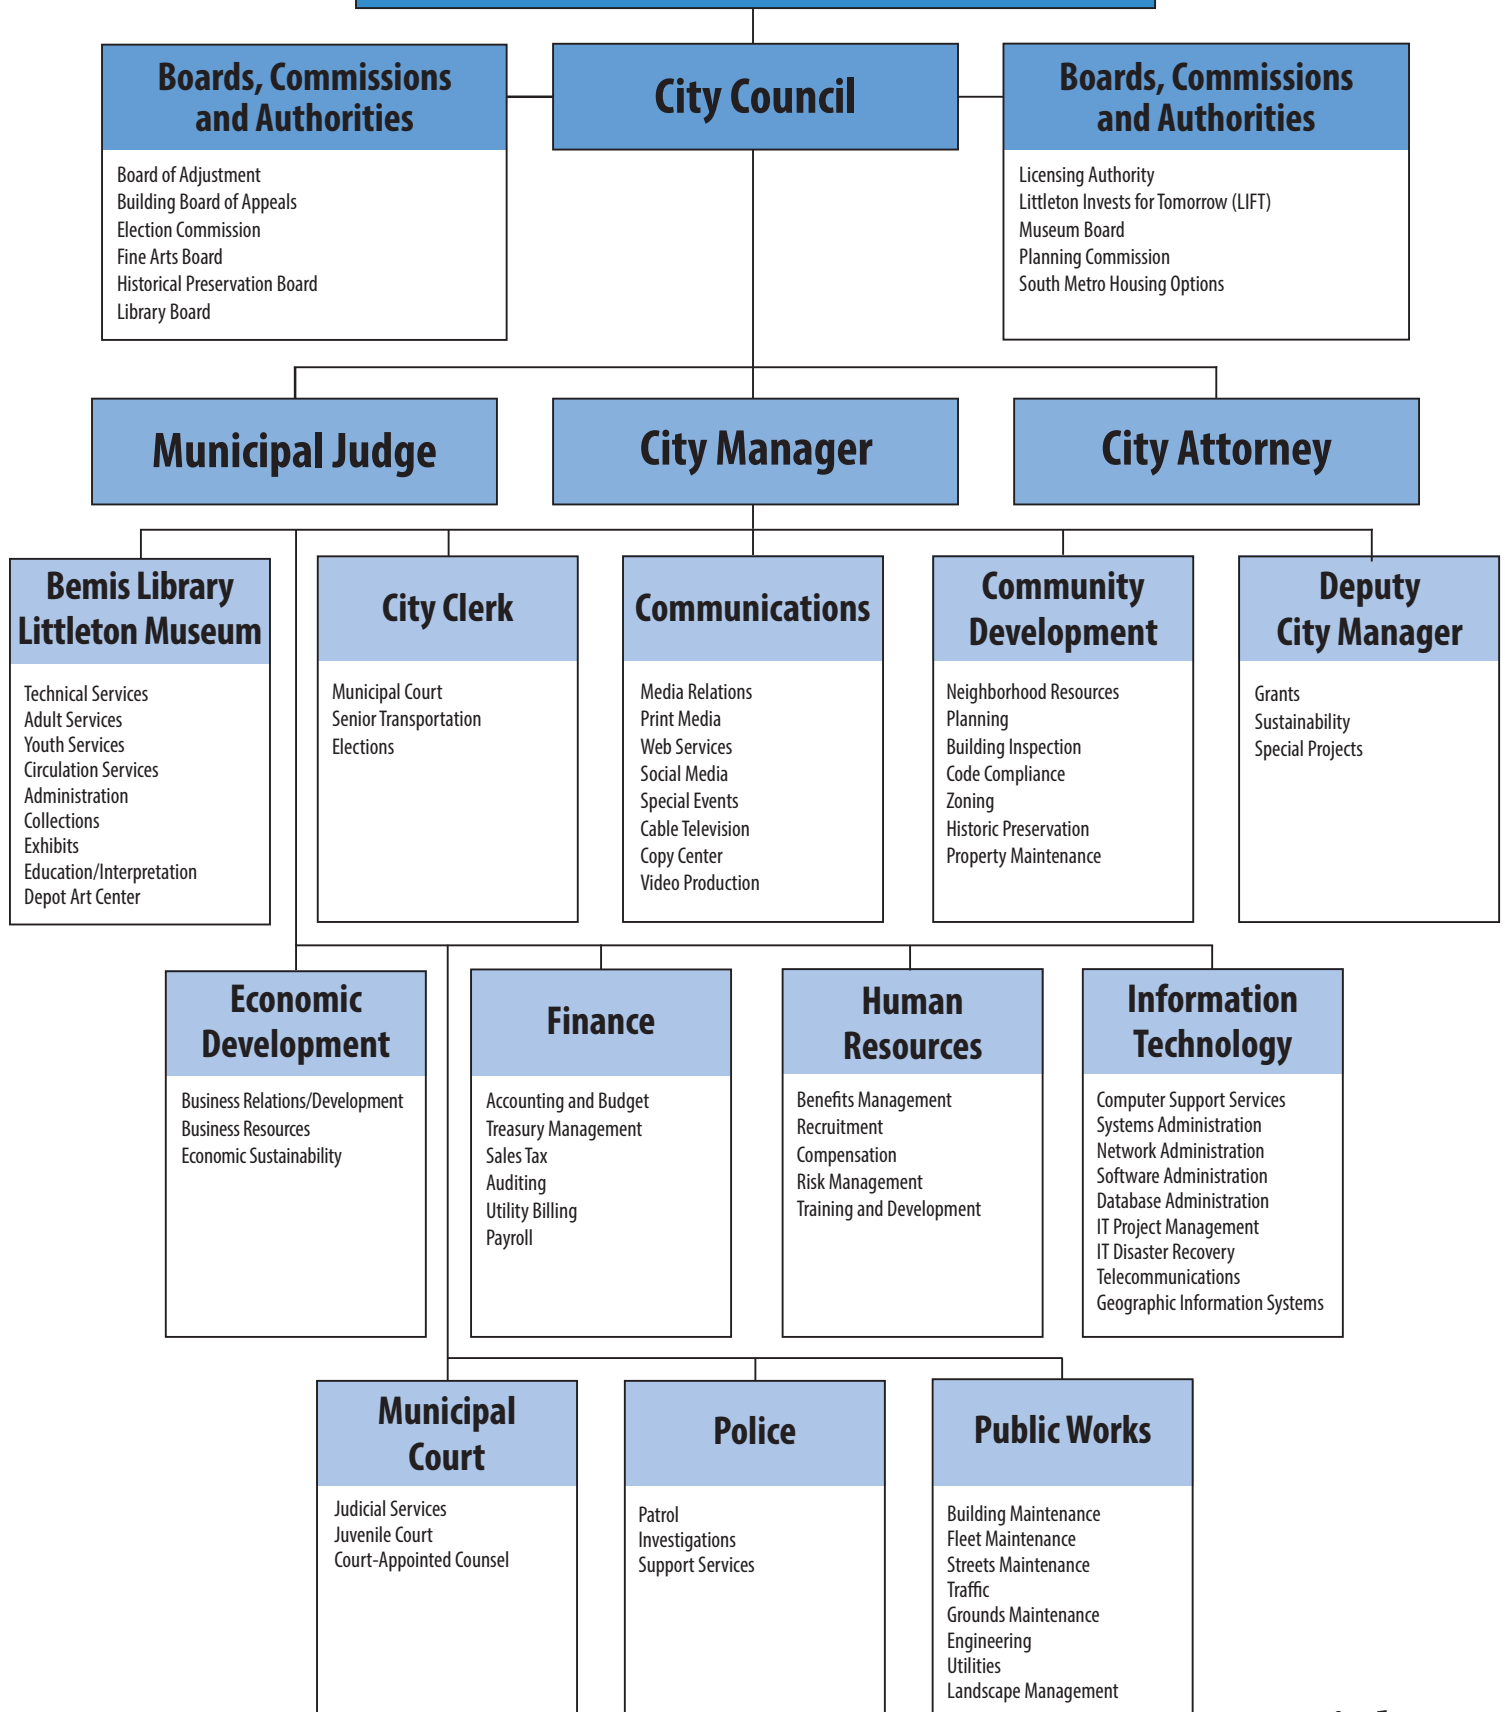 Boards, Commissions
and Authorities
Board of Adjustment
Building Board of Appeals
Election Commission
Fine Arts Board
Historical Preservation Board
Library Board
City Council
Boards, Commissions
and Authorities
Licensing Authority
Littleton Invests for Tomorrow (LIFT)
Museum Board
Planning Commission
South Metro Housing Options
Municipal Judge
City Manager
City Attorney
Bemis Library
Littleton Museum
Technical Services
Adult Services
Youth Services
Circulation Services
Administration
Collections
Exhibits
Education/Interpretation
Depot Art Center
City Clerk
Municipal Court
Senior Transportation
Elections
Communications
Media Relations
Print Media
Web Services
Social Media
Special Events
Cable Television
Copy Center
Video Production
Community
Development
Neighborhood Resources
Planning
Building Inspection
Code Compliance
Zoning
Historic Preservation
Property Maintenance
Deputy
City Manager
Grants
Sustainability
Special Projects
Economic
Development
Business Relations/Development
Business Resources
Economic Sustainability
Finance
Accounting and Budget
Treasury Management
Sales Tax
Auditing
Utility Billing
Payroll
Human
Resources
Benefits Management
Recruitment
Compensation
Risk Management
Training and Development
Information
Technology
Computer Support Services
Systems Administration
Network Administration
Software Administration
Database Administration
IT Project Management
IT Disaster Recovery
Telecommunications
Geographic Information Systems
Municipal
Court
Judicial Services
Juvenile Court
Court-Appointed Counsel
Police
Patrol
Investigations
Support Services
Public Works
Building Maintenance
Fleet Maintenance
Streets Maintenance
Traffic
Grounds Maintenance
Engineering
Utilities
Landscape Management